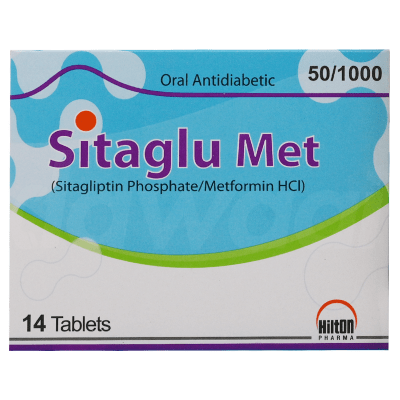 Oral Antidiabetic
50/1000
Sitaglu Met
(Sitagliptin Phosphate/Metformin HCl)
14 Tablets
Hilton
PHARMA